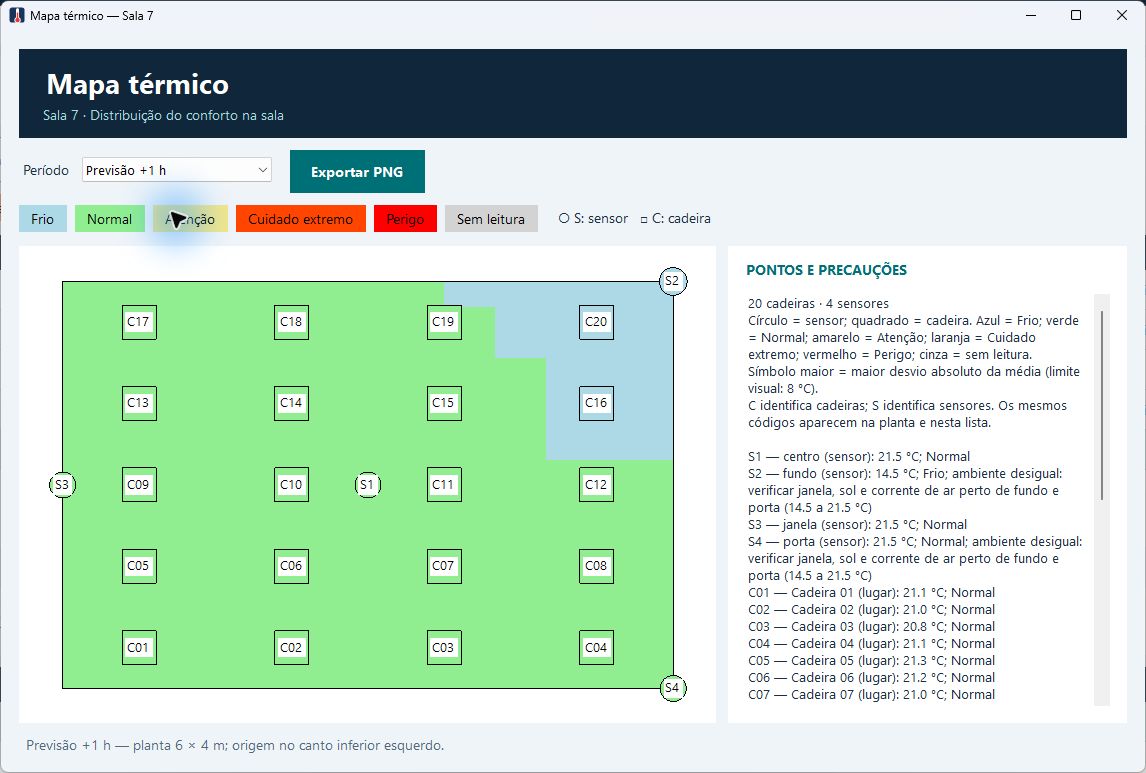 Mapa térmico — Sala 7
Mapa térmico
Sala 7 · Distribuição do conforto na sala
Período
Previsão +1 h
Exportar PNG
Frio
Normal
Atenção
Cuidado extremo
Perigo
Sem leitura
○ S: sensor
□ C: cadeira
S2
C17
C18
C19
C20
C13
C14
C15
C16
S3
C09
C10
S1
C11
C12
C05
C06
C07
C08
C01
C02
C03
C04
S4
PONTOS E PRECAUÇÕES
20 cadeiras · 4 sensores
Círculo = sensor; quadrado = cadeira. Azul = Frio; verde
= Normal; amarelo = Atenção; laranja = Cuidado
extremo; vermelho = Perigo; cinza = sem leitura.
Símbolo maior = maior desvio absoluto da média (limite
visual: 8 °C).
C identifica cadeiras; S identifica sensores. Os mesmos
códigos aparecem na planta e nesta lista.
S1 — centro (sensor): 21.5 °C; Normal
S2 — fundo (sensor): 14.5 °C; Frio; ambiente desigual:
verificar janela, sol e corrente de ar perto de fundo e
porta (14.5 a 21.5 °C)
S3 — janela (sensor): 21.5 °C; Normal
S4 — porta (sensor): 21.5 °C; Normal; ambiente desigual:
verificar janela, sol e corrente de ar perto de fundo e
porta (14.5 a 21.5 °C)
C01 — Cadeira 01 (lugar): 21.1 °C; Normal
C02 — Cadeira 02 (lugar): 21.0 °C; Normal
C03 — Cadeira 03 (lugar): 20.8 °C; Normal
C04 — Cadeira 04 (lugar): 21.1 °C; Normal
C05 — Cadeira 05 (lugar): 21.3 °C; Normal
C06 — Cadeira 06 (lugar): 21.2 °C; Normal
C07 — Cadeira 07 (lugar): 21.0 °C; Normal
Previsão +1 h — planta 6 × 4 m; origem no canto inferior esquerdo.